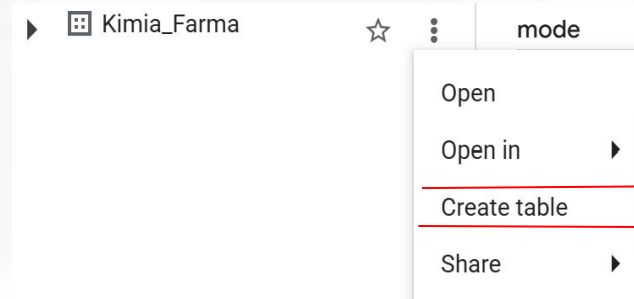 Kimia_Farma
mode
Open
Open in
Create table
Share